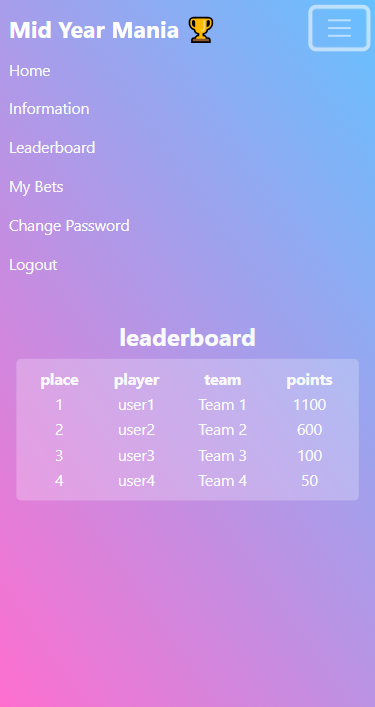 Mid Year Mania 🏆
Home
Information
Leaderboard
My Bets
Change Password
Logout
leaderboard
place player team points
1 user1 Team 1 1100
2 user2 Team 2 600
3 user3 Team 3 100
4 user4 Team 4 50